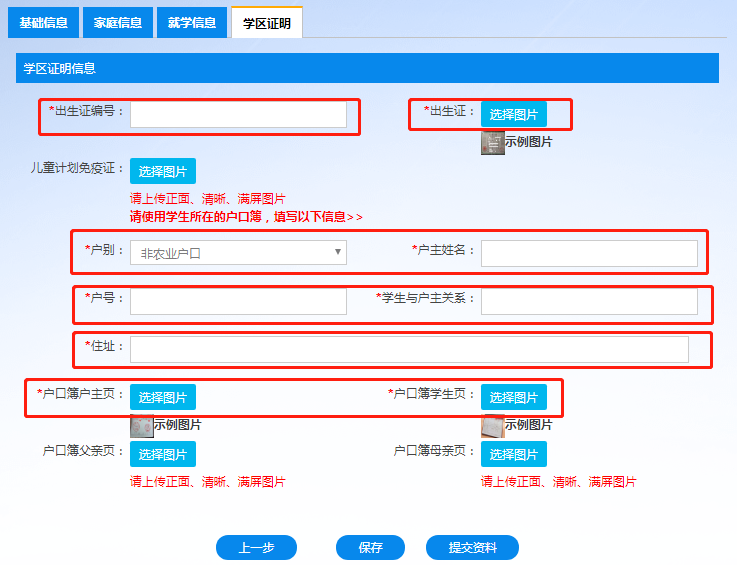 基础信息 家庭信息 就学信息 学区证明
学区证明信息
*出生证编号： *出生证： 选择图片
示例图片
儿童计划免疫证： 选择图片
请上传正面、清晰、满屏图片
请使用学生所在的户口簿，填写以下信息>>
*户别： 非农业户口 *户主姓名：
*户号： *学生与户主关系：
*住址：
*户口簿户主页： 选择图片 *户口簿学生页： 选择图片
示例图片 示例图片
户口簿父亲页： 选择图片 户口簿母亲页： 选择图片
请上传正面、清晰、满屏图片 请上传正面、清晰、满屏图片
上一步 保存 提交资料